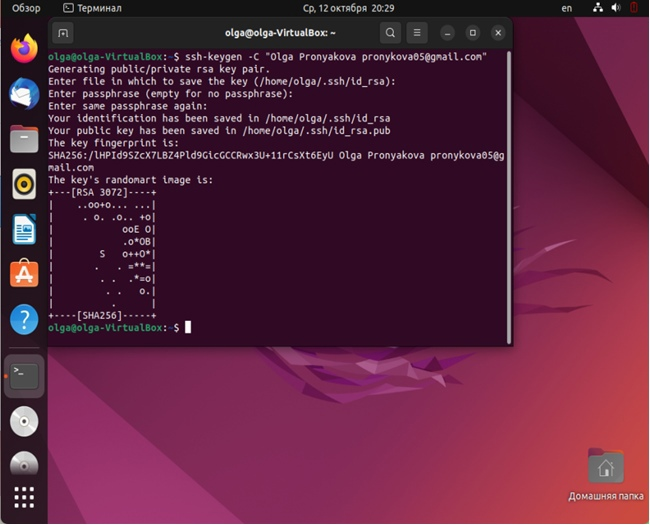 Обзор
Терминал
Ср, 12 октября 20:29
en
olga@olga-VirtualBox: ~
olga@olga-VirtualBox:~$ ssh-keygen -C "Olga Pronyakova pronykova05@gmail.com"
Generating public/private rsa key pair.
Enter file in which to save the key (/home/olga/.ssh/id_rsa):
Enter passphrase (empty for no passphrase):
Enter same passphrase again:
Your identification has been saved in /home/olga/.ssh/id_rsa
Your public key has been saved in /home/olga/.ssh/id_rsa.pub
The key fingerprint is:
SHA256:/lHPId9SZcX7LBZ4Pld9GicGCCRwx3U+11rCsXt6EyU Olga Pronyakova pronykova05@g
mail.com
The key's randomart image is:
+---[RSA 3072]----+
|    ..oo+o... ...|
|     . o. .o.. +o|
|            ooE O|
|            .o*OB|
|        S   o++O*|
|       .   . =**=|
|        . .  .*=o|
|         . .   o.|
|          .      |
+----[SHA256]-----+
olga@olga-VirtualBox:~$
Домашняя папка